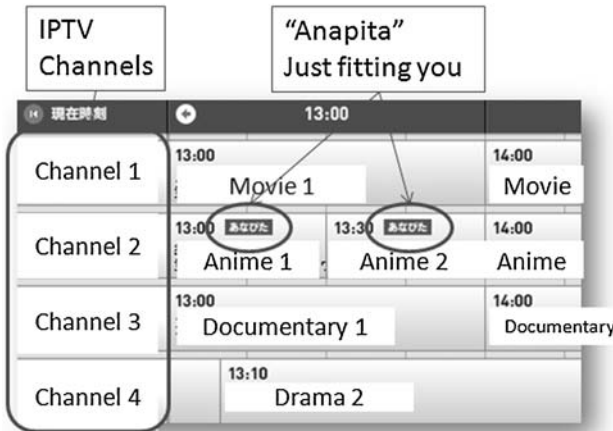 IPTV
Channels
“Anapita”
Just fitting you
現在時刻
13:00
Channel 1
13:00
Movie 1
14:00
Movie
Channel 2
13:00 あなぴた
Anime 1
13:30 あなぴた
Anime 2
14:00
Anime
Channel 3
13:00
Documentary 1
14:00
Documentary
Channel 4
13:10
Drama 2